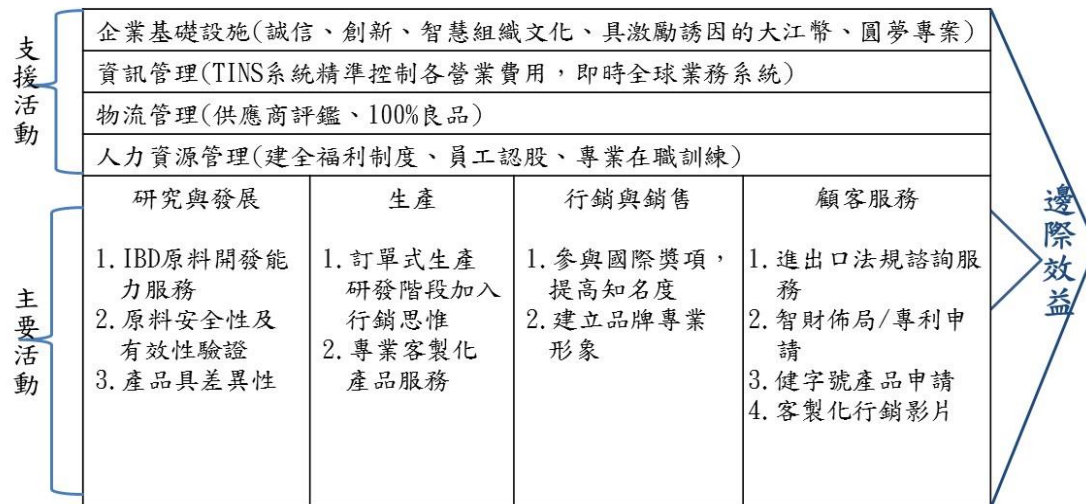 支援活動
企業基礎設施(誠信、創新、智慧組織文化、具激勵誘因的大江幣、圓夢專案)
資訊管理(TINS系統精準控制各營業費用，即時全球業務系統)
物流管理(供應商評鑑、100%良品)
人力資源管理(建全福利制度、員工認股、專業在職訓練)
主要活動
研究與發展
1.IBD原料開發能
力服務
2.原料安全性及
有效性驗證
3.產品具差異性
生產
1.訂單式生產
研發階段加入
行銷思惟
2.專業客製化
產品服務
行銷與銷售
1.參與國際獎項，
提高知名度
2.建立品牌專業
形象
顧客服務
1.進出口法規諮詢服
務
2.智財佈局/專利申
請
3.健字號產品申請
4.客製化行銷影片
邊際效益